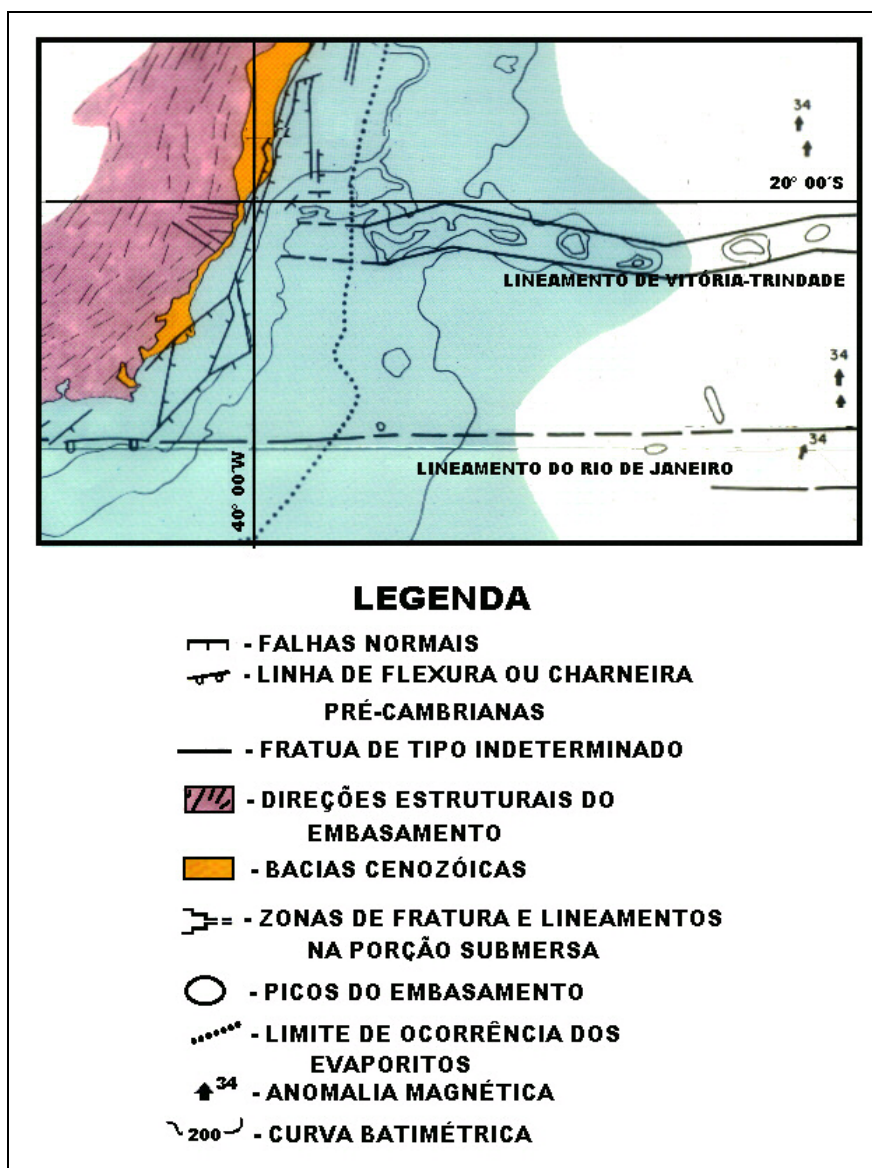 34
20° 00´S
LINEAMENTO DE VITÓRIA-TRINDADE
34
34
40° 00´W
LINEAMENTO DO RIO DE JANEIRO
LEGENDA
- FALHAS NORMAIS
- LINHA DE FLEXURA OU CHARNEIRA
PRÉ-CAMBRIANAS
- FRATUA DE TIPO INDETERMINADO
- DIREÇÕES ESTRUTURAIS DO
EMBASAMENTO
- BACIAS CENOZÓICAS
- ZONAS DE FRATURA E LINEAMENTOS
NA PORÇÃO SUBMERSA
- PICOS DO EMBASAMENTO
- LIMITE DE OCORRÊNCIA DOS
EVAPORITOS
34 - ANOMALIA MAGNÉTICA
200 - CURVA BATIMÉTRICA